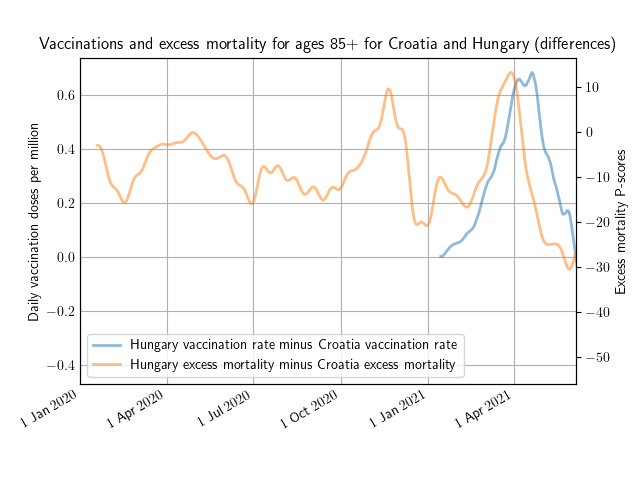 Vaccinations and excess mortality for ages 85+ for Croatia and Hungary (differences)
Daily vaccination doses per million
0.6
0.4
0.2
0.0
−0.2
−0.4
10
0
−10
−20
−30
−40
−50
Excess mortality P-scores
Hungary vaccination rate minus Croatia vaccination rate
Hungary excess mortality minus Croatia excess mortality
1 Jan 2020
1 Apr 2020
1 Jul 2020
1 Oct 2020
1 Jan 2021
1 Apr 2021